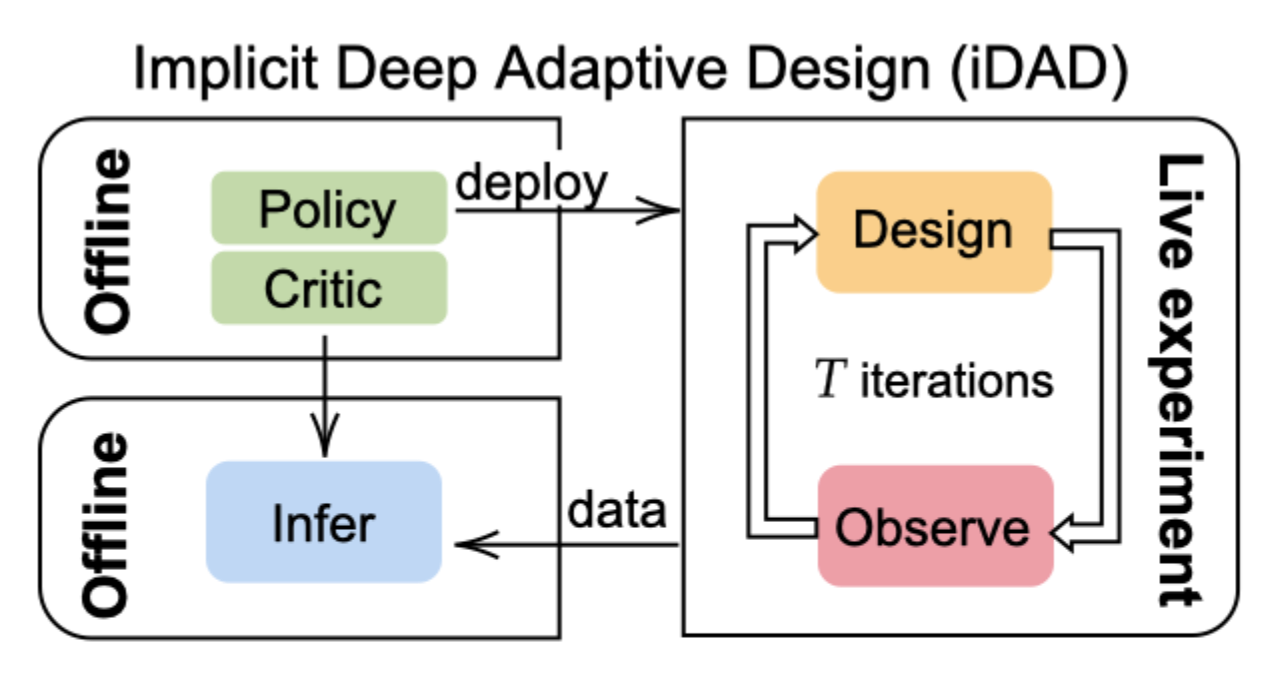 Implicit Deep Adaptive Design (iDAD)
Offline
Policy
Critic
deploy
Offline
Infer
data
Design
T iterations
Observe
Live experiment